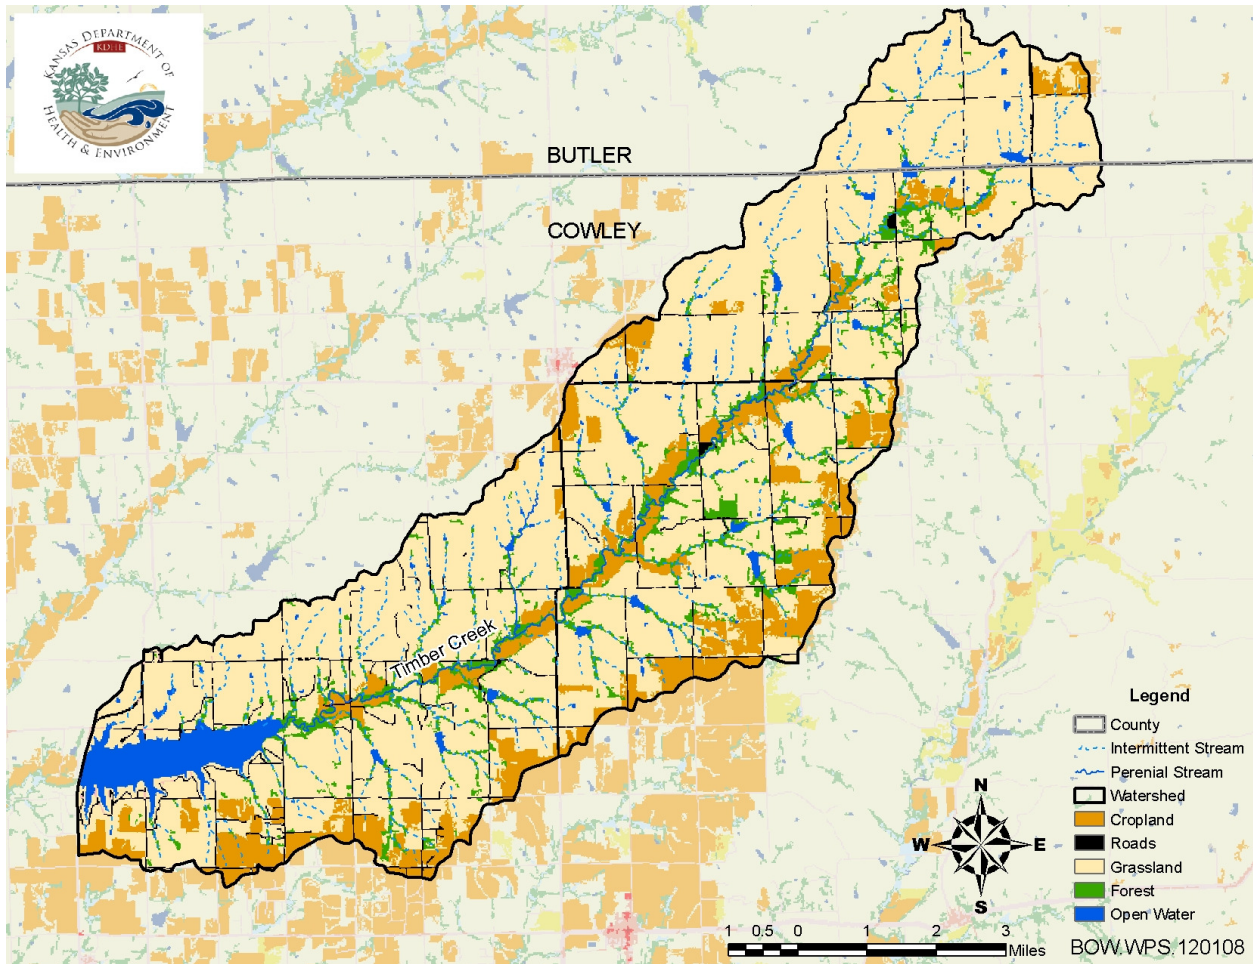 KANSAS DEPARTMENT OF
KDHE
HEALTH & ENVIRONMENT
BUTLER
COWLEY
Timber Creek
Legend
County
Intermittent Stream
Perenial Stream
Watershed
Cropland
Roads
Grassland
Forest
Open Water
N
W
E
S
1 0.5 0 1 2 3
Miles
BOW.WPS.120108